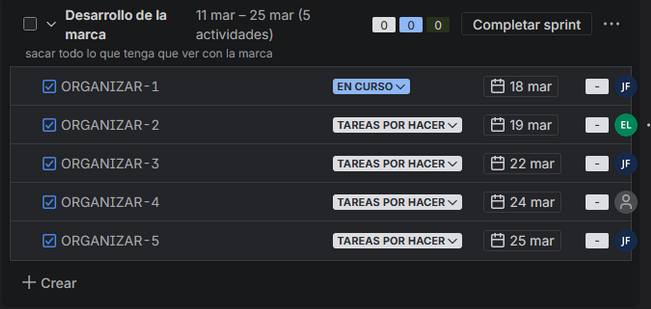 Desarrollo de la marca
11 mar – 25 mar (5 actividades)
0 0 0
Completar sprint
sacar todo lo que tenga que ver con la marca
ORGANIZAR-1 EN CURSO 18 mar - JF
ORGANIZAR-2 TAREAS POR HACER 19 mar - EL
ORGANIZAR-3 TAREAS POR HACER 22 mar - JF
ORGANIZAR-4 TAREAS POR HACER 24 mar -
ORGANIZAR-5 TAREAS POR HACER 25 mar - JF
Crear